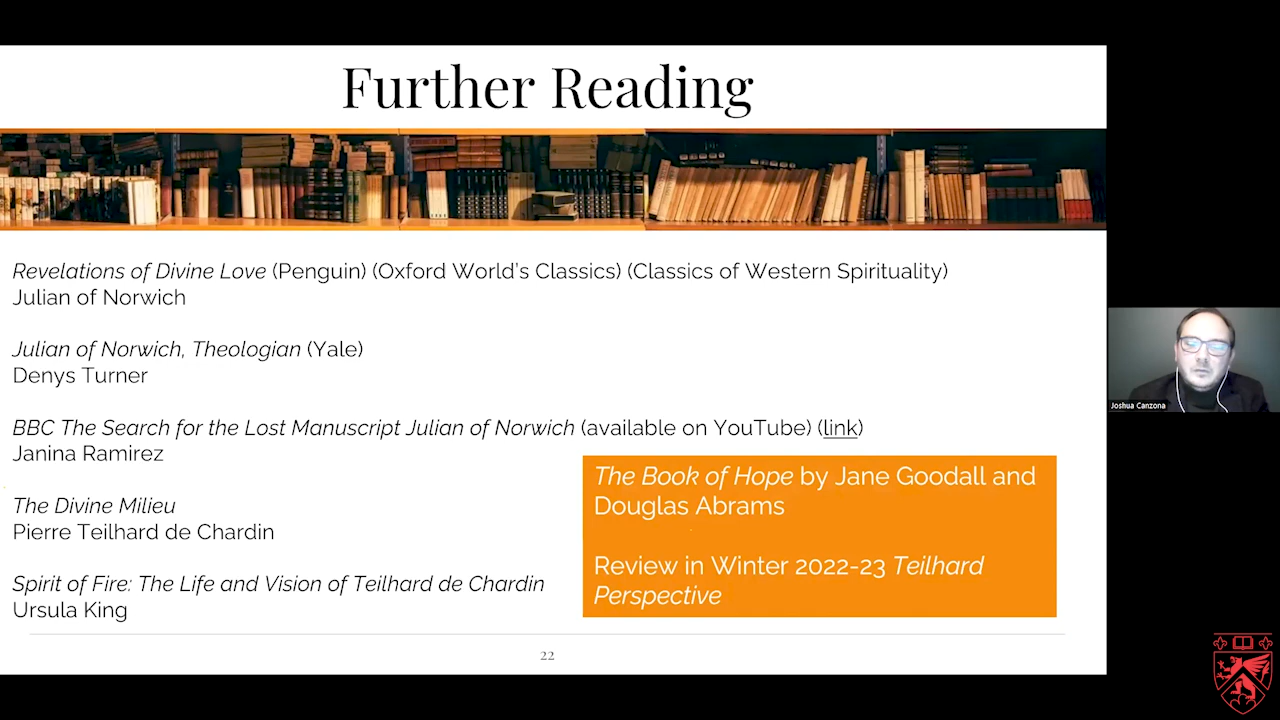 Further Reading
Revelations of Divine Love (Penguin) (Oxford World's Classics) (Classics of Western Spirituality)
Julian of Norwich
Julian of Norwich, Theologian (Yale)
Denys Turner
BBC The Search for the Lost Manuscript Julian of Norwich (available on YouTube) (link)
Janina Ramirez
The Divine Milieu
Pierre Teilhard de Chardin
Spirit of Fire: The Life and Vision of Teilhard de Chardin
Ursula King
The Book of Hope by Jane Goodall and
Douglas Abrams
Review in Winter 2022-23 Teilhard
Perspective
22
Joshua Canzona